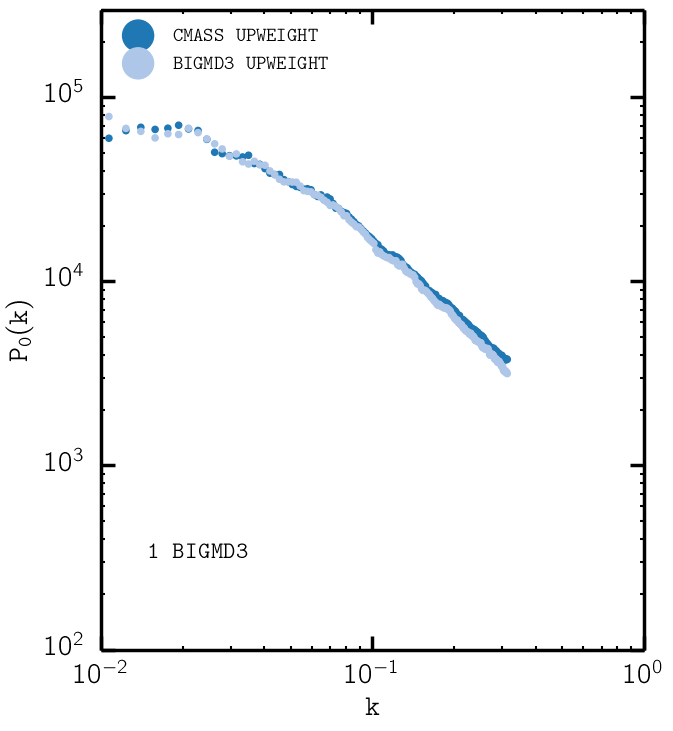 CMASS UPWEIGHT
BIGMD3 UPWEIGHT
10^5
10^4
P_0(k)
10^3
1 BIGMD3
10^2
10^-2 10^-1 10^0
k